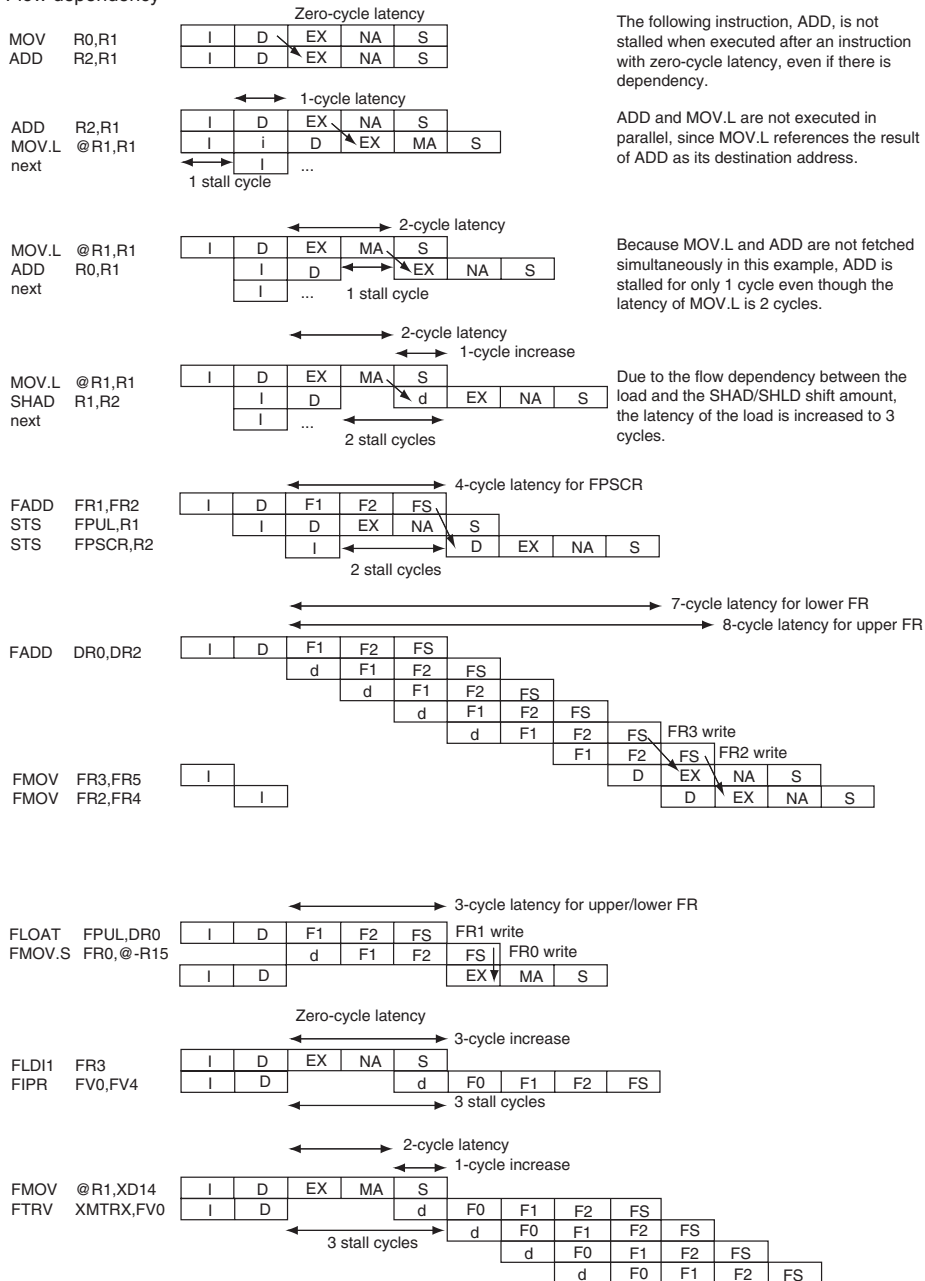 Flow dependency
Zero-cycle latency
MOV R0,R1 I D EX NA S
ADD R2,R1 I D EX NA S
The following instruction, ADD, is not
stalled when executed after an instruction
with zero-cycle latency, even if there is
dependency.
1-cycle latency
ADD R2,R1 I D EX NA S
MOV.L @R1,R1 I i D EX MA S
next I ...
1 stall cycle
ADD and MOV.L are not executed in
parallel, since MOV.L references the result
of ADD as its destination address.
2-cycle latency
MOV.L @R1,R1 I D EX MA S
ADD R0,R1 I D EX NA S
next I ... 1 stall cycle
Because MOV.L and ADD are not fetched
simultaneously in this example, ADD is
stalled for only 1 cycle even though the
latency of MOV.L is 2 cycles.
2-cycle latency
1-cycle increase
MOV.L @R1,R1 I D EX MA S
SHAD R1,R2 I D d EX NA S
next I ...
2 stall cycles
Due to the flow dependency between the
load and the SHAD/SHLD shift amount,
the latency of the load is increased to 3
cycles.
4-cycle latency for FPSCR
FADD FR1,FR2 I D F1 F2 FS
STS FPUL,R1 I D EX NA S
STS FPSCR,R2 I D EX NA S
2 stall cycles
7-cycle latency for lower FR
8-cycle latency for upper FR
FADD DR0,DR2 I D F1 F2 FS
d F1 F2 FS
d F1 F2 FS
d F1 F2 FS
d F1 F2 FS FR3 write
F1 F2 FS FR2 write
FMOV FR3,FR5 I D EX NA S
FMOV FR2,FR4 I D EX NA S
3-cycle latency for upper/lower FR
FLOAT FPUL,DR0 I D F1 F2 FS FR1 write
FMOV.S FR0,@-R15 d F1 F2 FS FR0 write
I D EX MA S
Zero-cycle latency
3-cycle increase
FLDI1 FR3 I D EX NA S
FIPR FV0,FV4 I D d F0 F1 F2 FS
3 stall cycles
2-cycle latency
1-cycle increase
FMOV @R1,XD14 I D EX MA S
FTRV XMTRX,FV0 I D d F0 F1 F2 FS
3 stall cycles d F0 F1 F2 FS
d F0 F1 F2 FS
d F0 F1 F2 FS